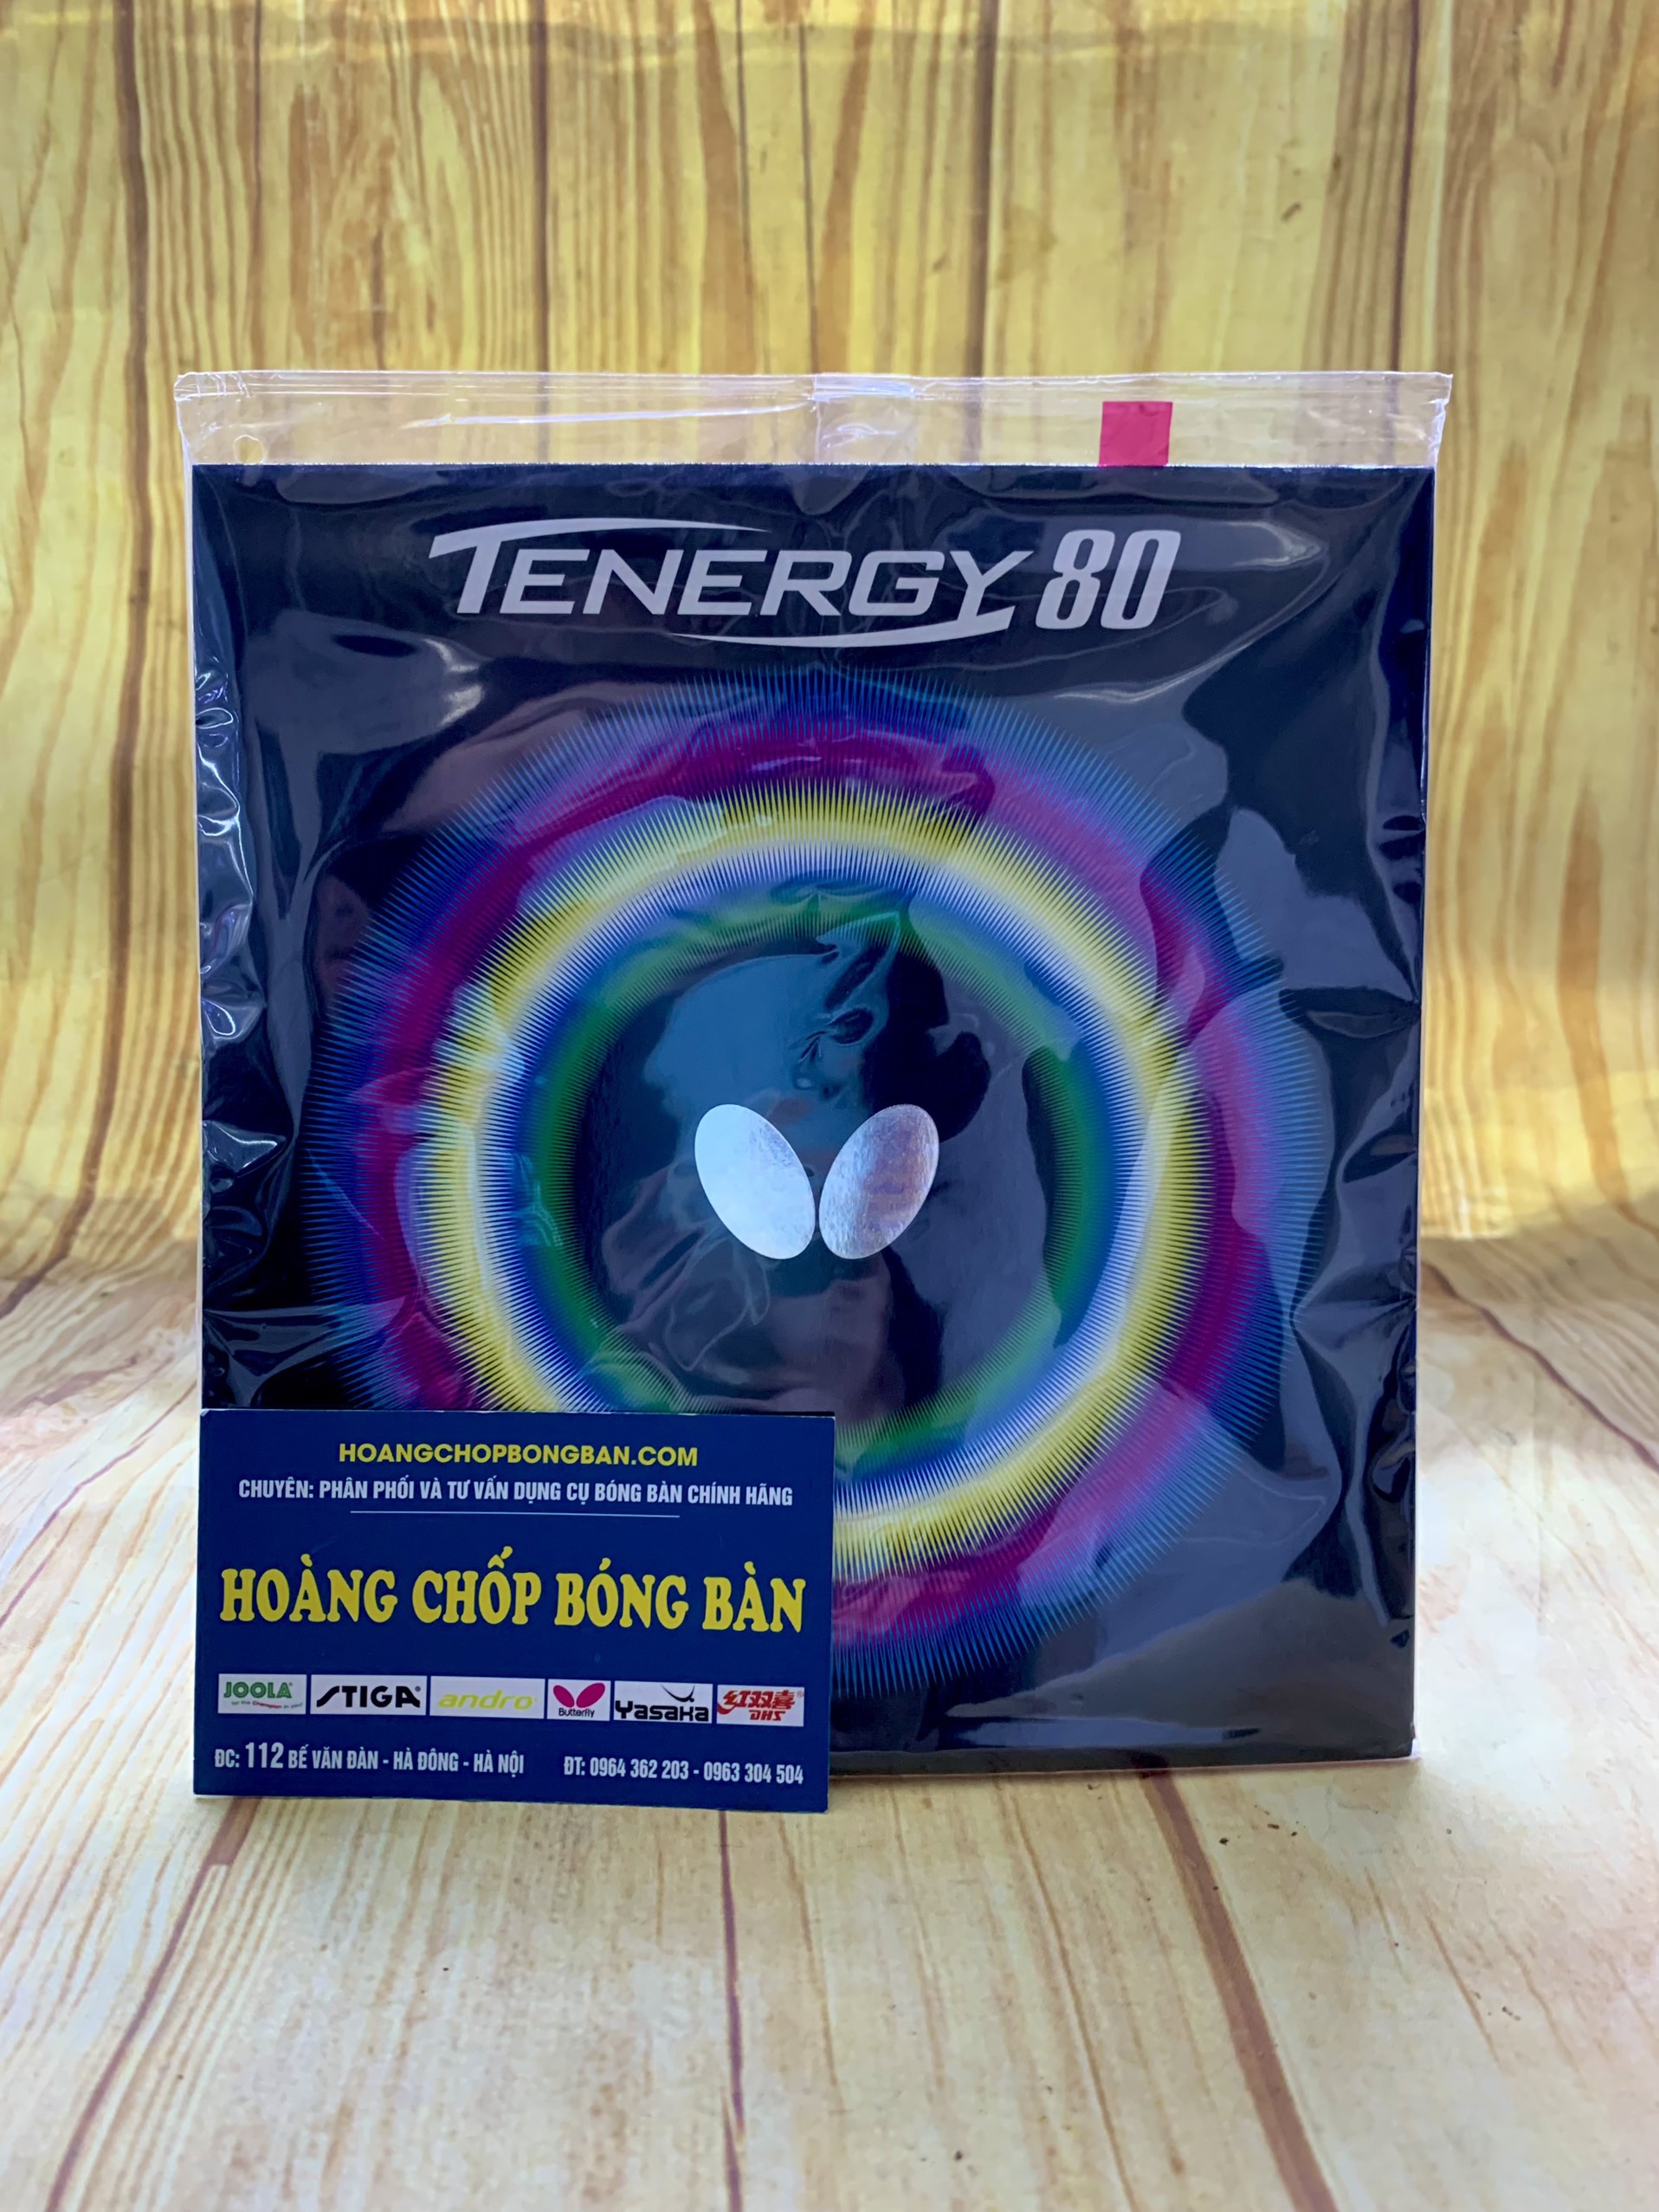 TENERGY 80
HOANGCHOPBONGBAN.COM
CHUYÊN: PHÂN PHỐI VÀ TƯ VẤN DỤNG CỤ BÓNG BÀN CHÍNH HÃNG
HOÀNG CHỐP BÓNG BÀN
JOOLA STIGA andro Butterfly Yasaka 红双喜 DHS
ĐC: 112 BẾ VĂN ĐÀN - HÀ ĐÔNG - HÀ NỘI ĐT: 0964 362 203 - 0963 304 504